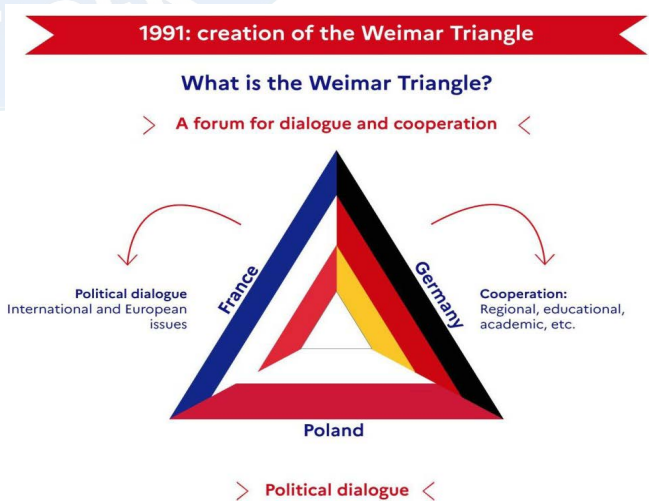 1991: creation of the Weimar Triangle
What is the Weimar Triangle?
A forum for dialogue and cooperation
France
Germany
Political dialogue
International and European
issues
Cooperation:
Regional, educational,
academic, etc.
Poland
Political dialogue